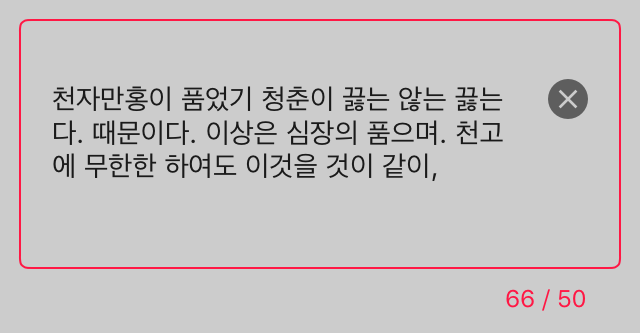 천자만홍이 품었기 청춘이 끓는 않는 끓는
다. 때문이다. 이상은 심장의 품으며. 천고
에 무한한 하여도 이것을 것이 같이,
66 / 50